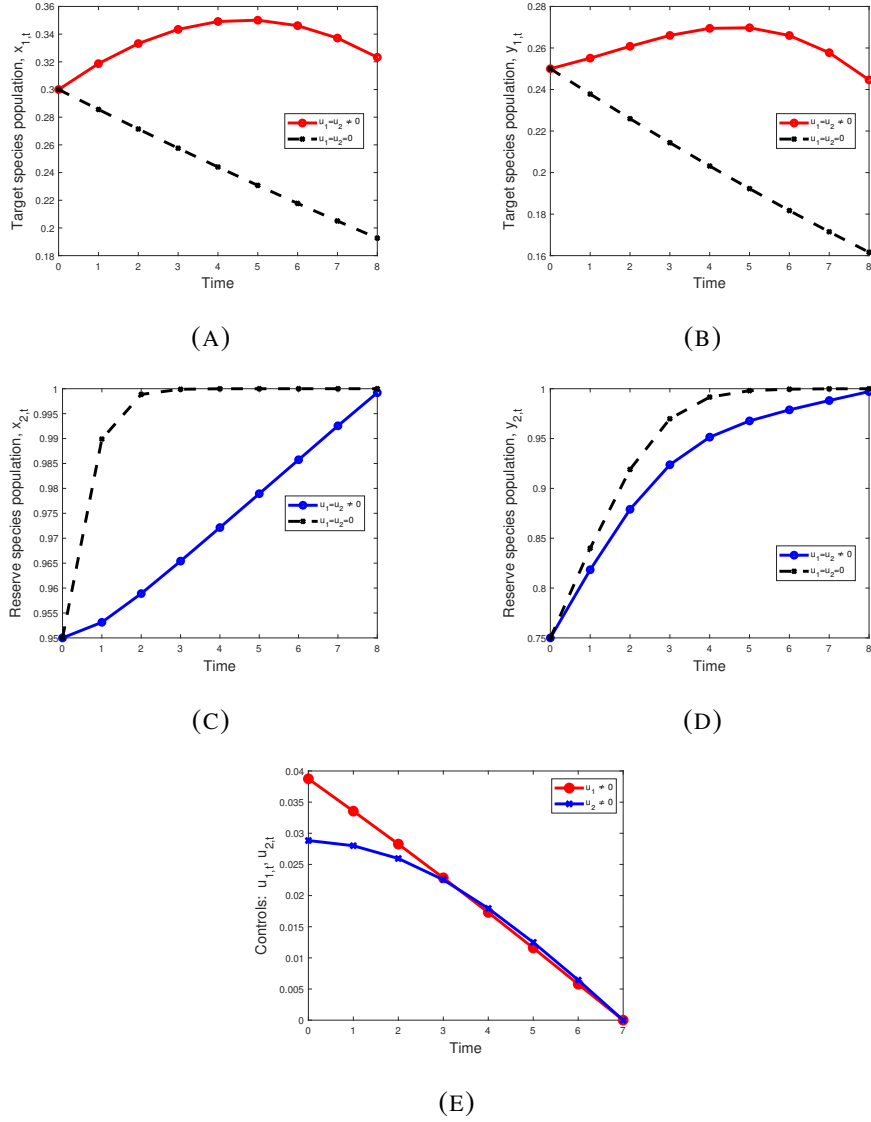 0.36
0.34
0.32
0.3
0.28
0.26
0.24
0.22
0.2
0.18
0 1 2 3 4 5 6 7 8
Time
Target species population, x1,t
u1=u2 ≠ 0
u1=u2=0
(A)
0.28
0.26
0.24
0.22
0.2
0.18
0.16
0 1 2 3 4 5 6 7 8
Time
Target species population, y1,t
u1=u2 ≠ 0
u1=u2=0
(B)
1
0.995
0.99
0.985
0.98
0.975
0.97
0.965
0.96
0.955
0.95
0 1 2 3 4 5 6 7 8
Time
Reserve species population, x2,t
u1=u2 ≠ 0
u1=u2=0
(C)
1
0.95
0.9
0.85
0.8
0.75
0 1 2 3 4 5 6 7 8
Time
Reserve species population, y2,t
u1=u2 ≠ 0
u1=u2=0
(D)
0.04
0.035
0.03
0.025
0.02
0.015
0.01
0.005
0
0 1 2 3 4 5 6 7
Time
Controls: u1,t, u2,t
u1 ≠ 0
u2 ≠ 0
(E)